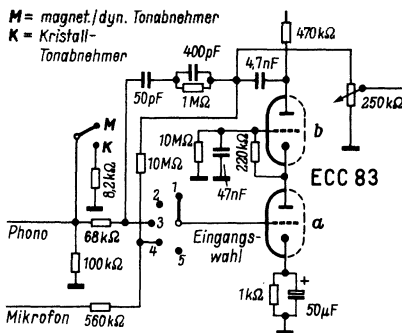 M = magnet./dyn. Tonabnehmer
K = Kristall-
Tonabnehmer
400pF
470kΩ
4,7nF
50pF
1MΩ
250kΩ
M
K
8,2kΩ
10MΩ
10MΩ
47nF
220kΩ
b
ECC 83
a
1
2
3
4
5
Phono
68kΩ
Eingangs-
wahl
100kΩ
1kΩ
+
50µF
Mikrofon
560kΩ